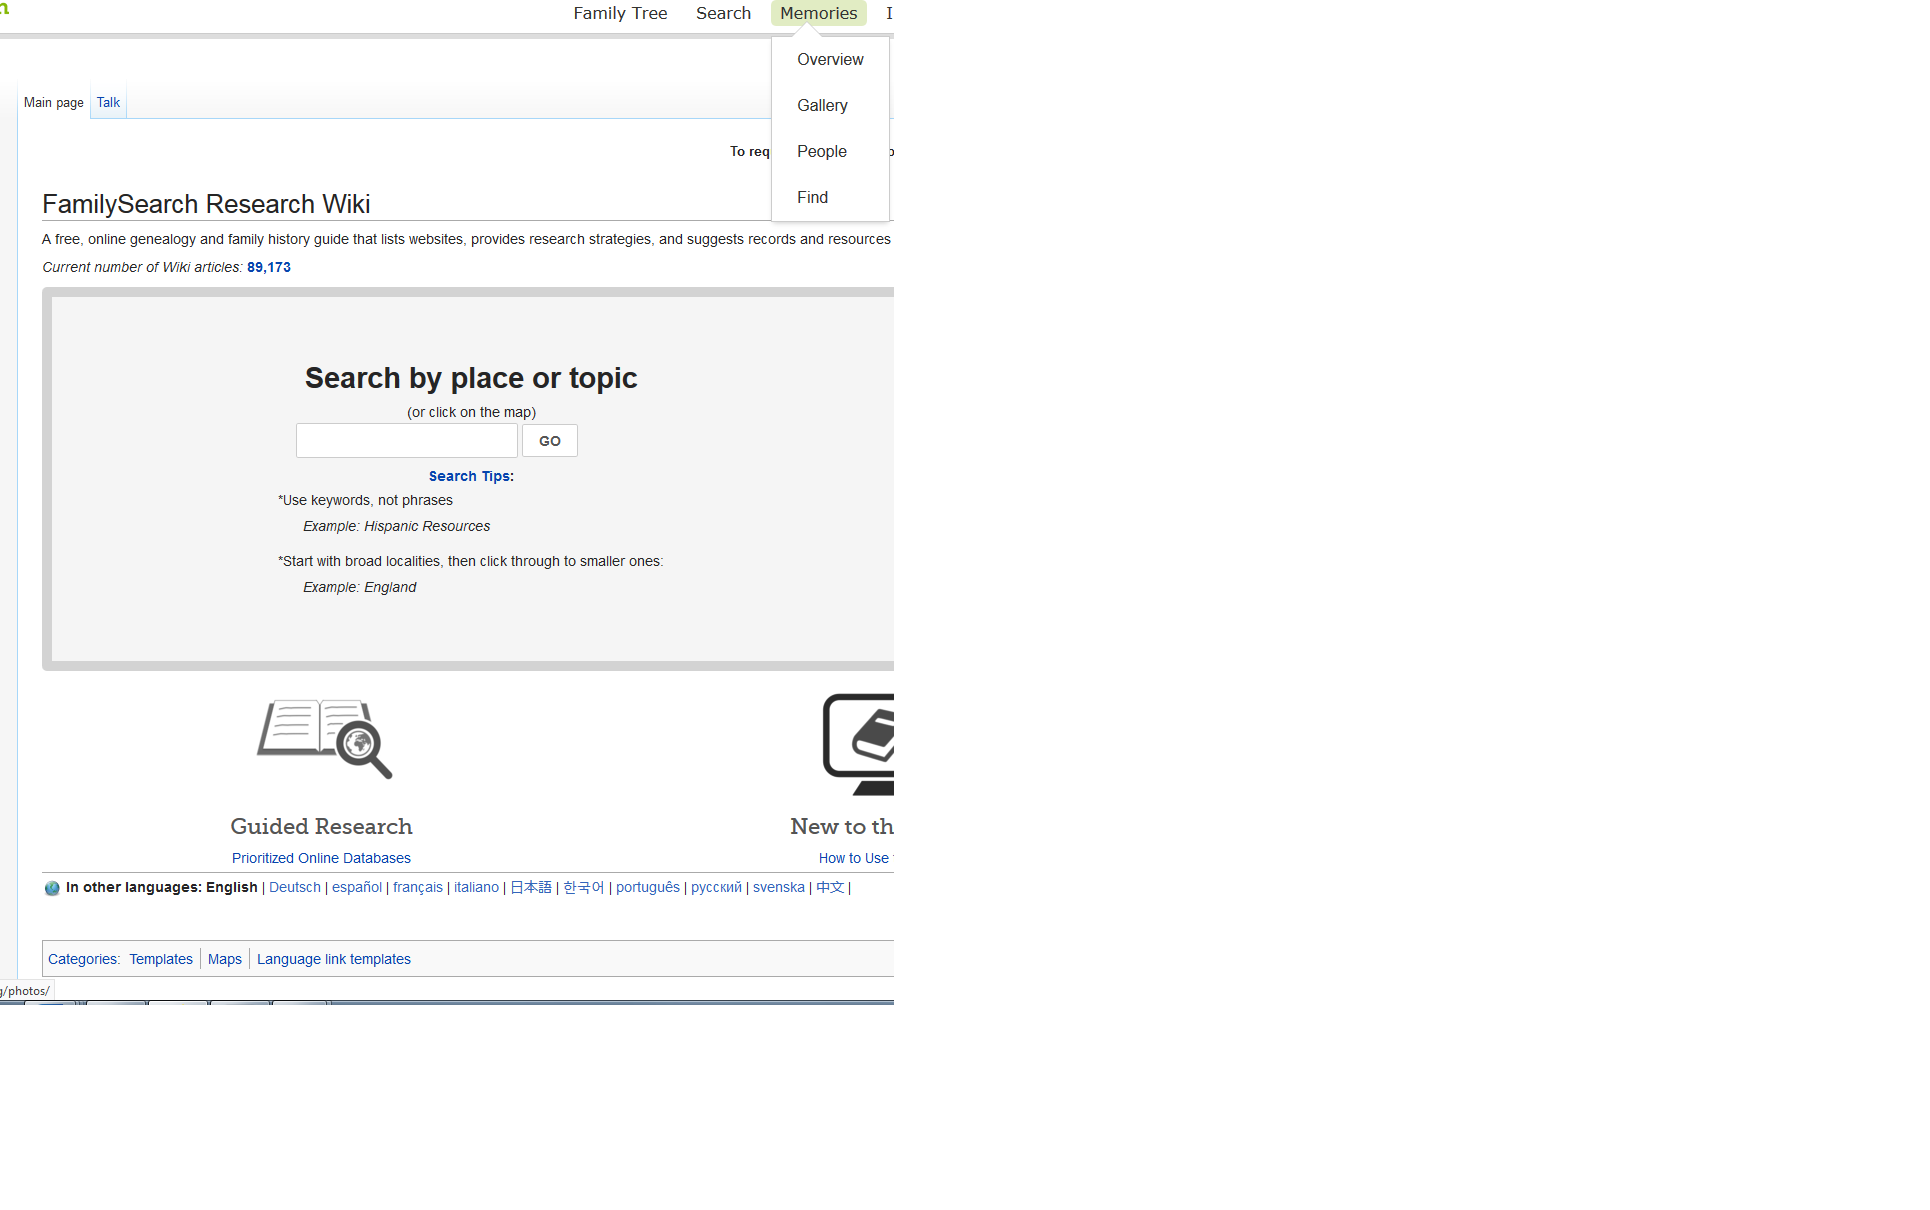 Family Tree Search Memories
Overview
Gallery
People
Find
Main page Talk
To req
FamilySearch Research Wiki
A free, online genealogy and family history guide that lists websites, provides research strategies, and suggests records and resources
Current number of Wiki articles: 89,173
Search by place or topic
(or click on the map)
GO
Search Tips:
*Use keywords, not phrases
Example: Hispanic Resources
*Start with broad localities, then click through to smaller ones:
Example: England
Guided Research
New to th
Prioritized Online Databases
How to Use
In other languages: English | Deutsch | español | français | italiano | 日本語 | 한국어 | português | русский | svenska | 中文 |
Categories: Templates Maps Language link templates
g/photos/